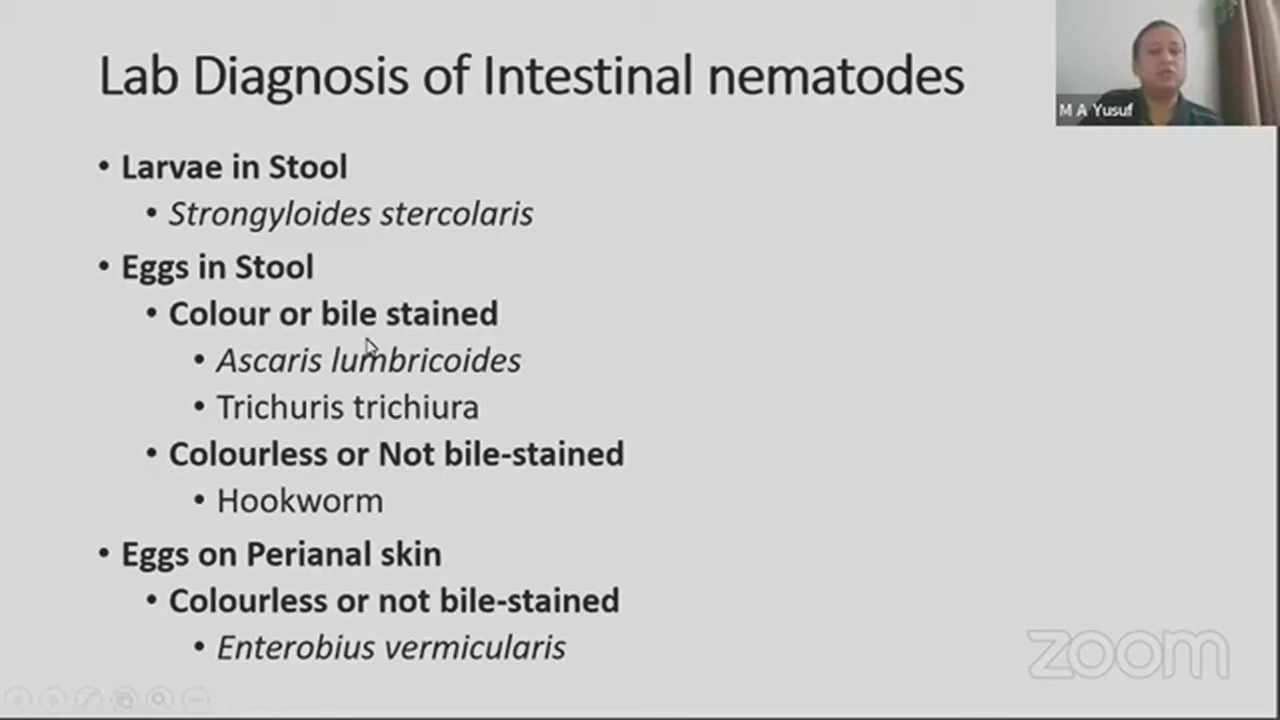 Lab Diagnosis of Intestinal nematodes
M A Yusuf
• Larvae in Stool
• Strongyloides stercolaris
• Eggs in Stool
• Colour or bile stained
• Ascaris lumbricoides
• Trichuris trichiura
• Colourless or Not bile-stained
• Hookworm
• Eggs on Perianal skin
• Colourless or not bile-stained
• Enterobius vermicularis
zoom